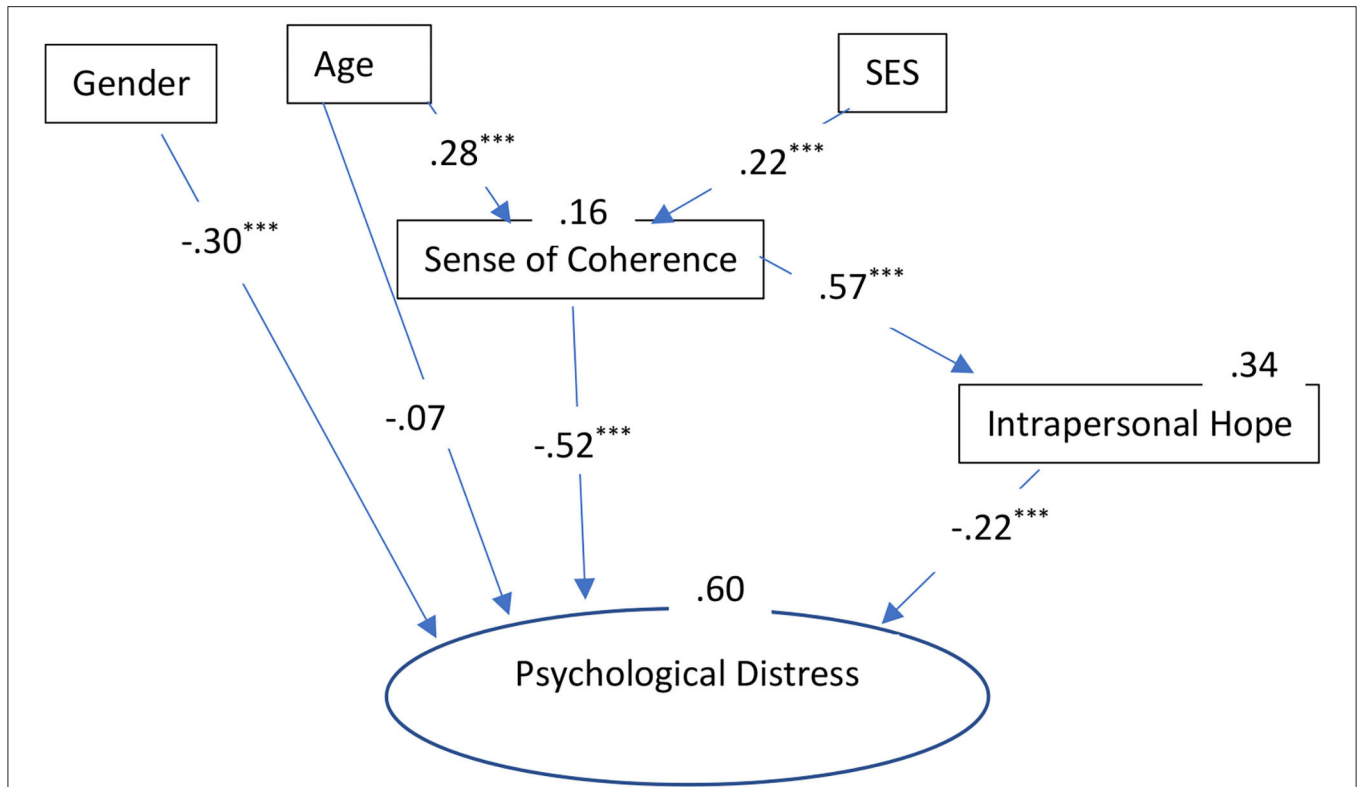 Gender
Age
SES
.28***
.22***
-.30***
.16
Sense of Coherence
.57***
.34
-.07
-.52***
Intrapersonal Hope
-.22***
.60
Psychological Distress